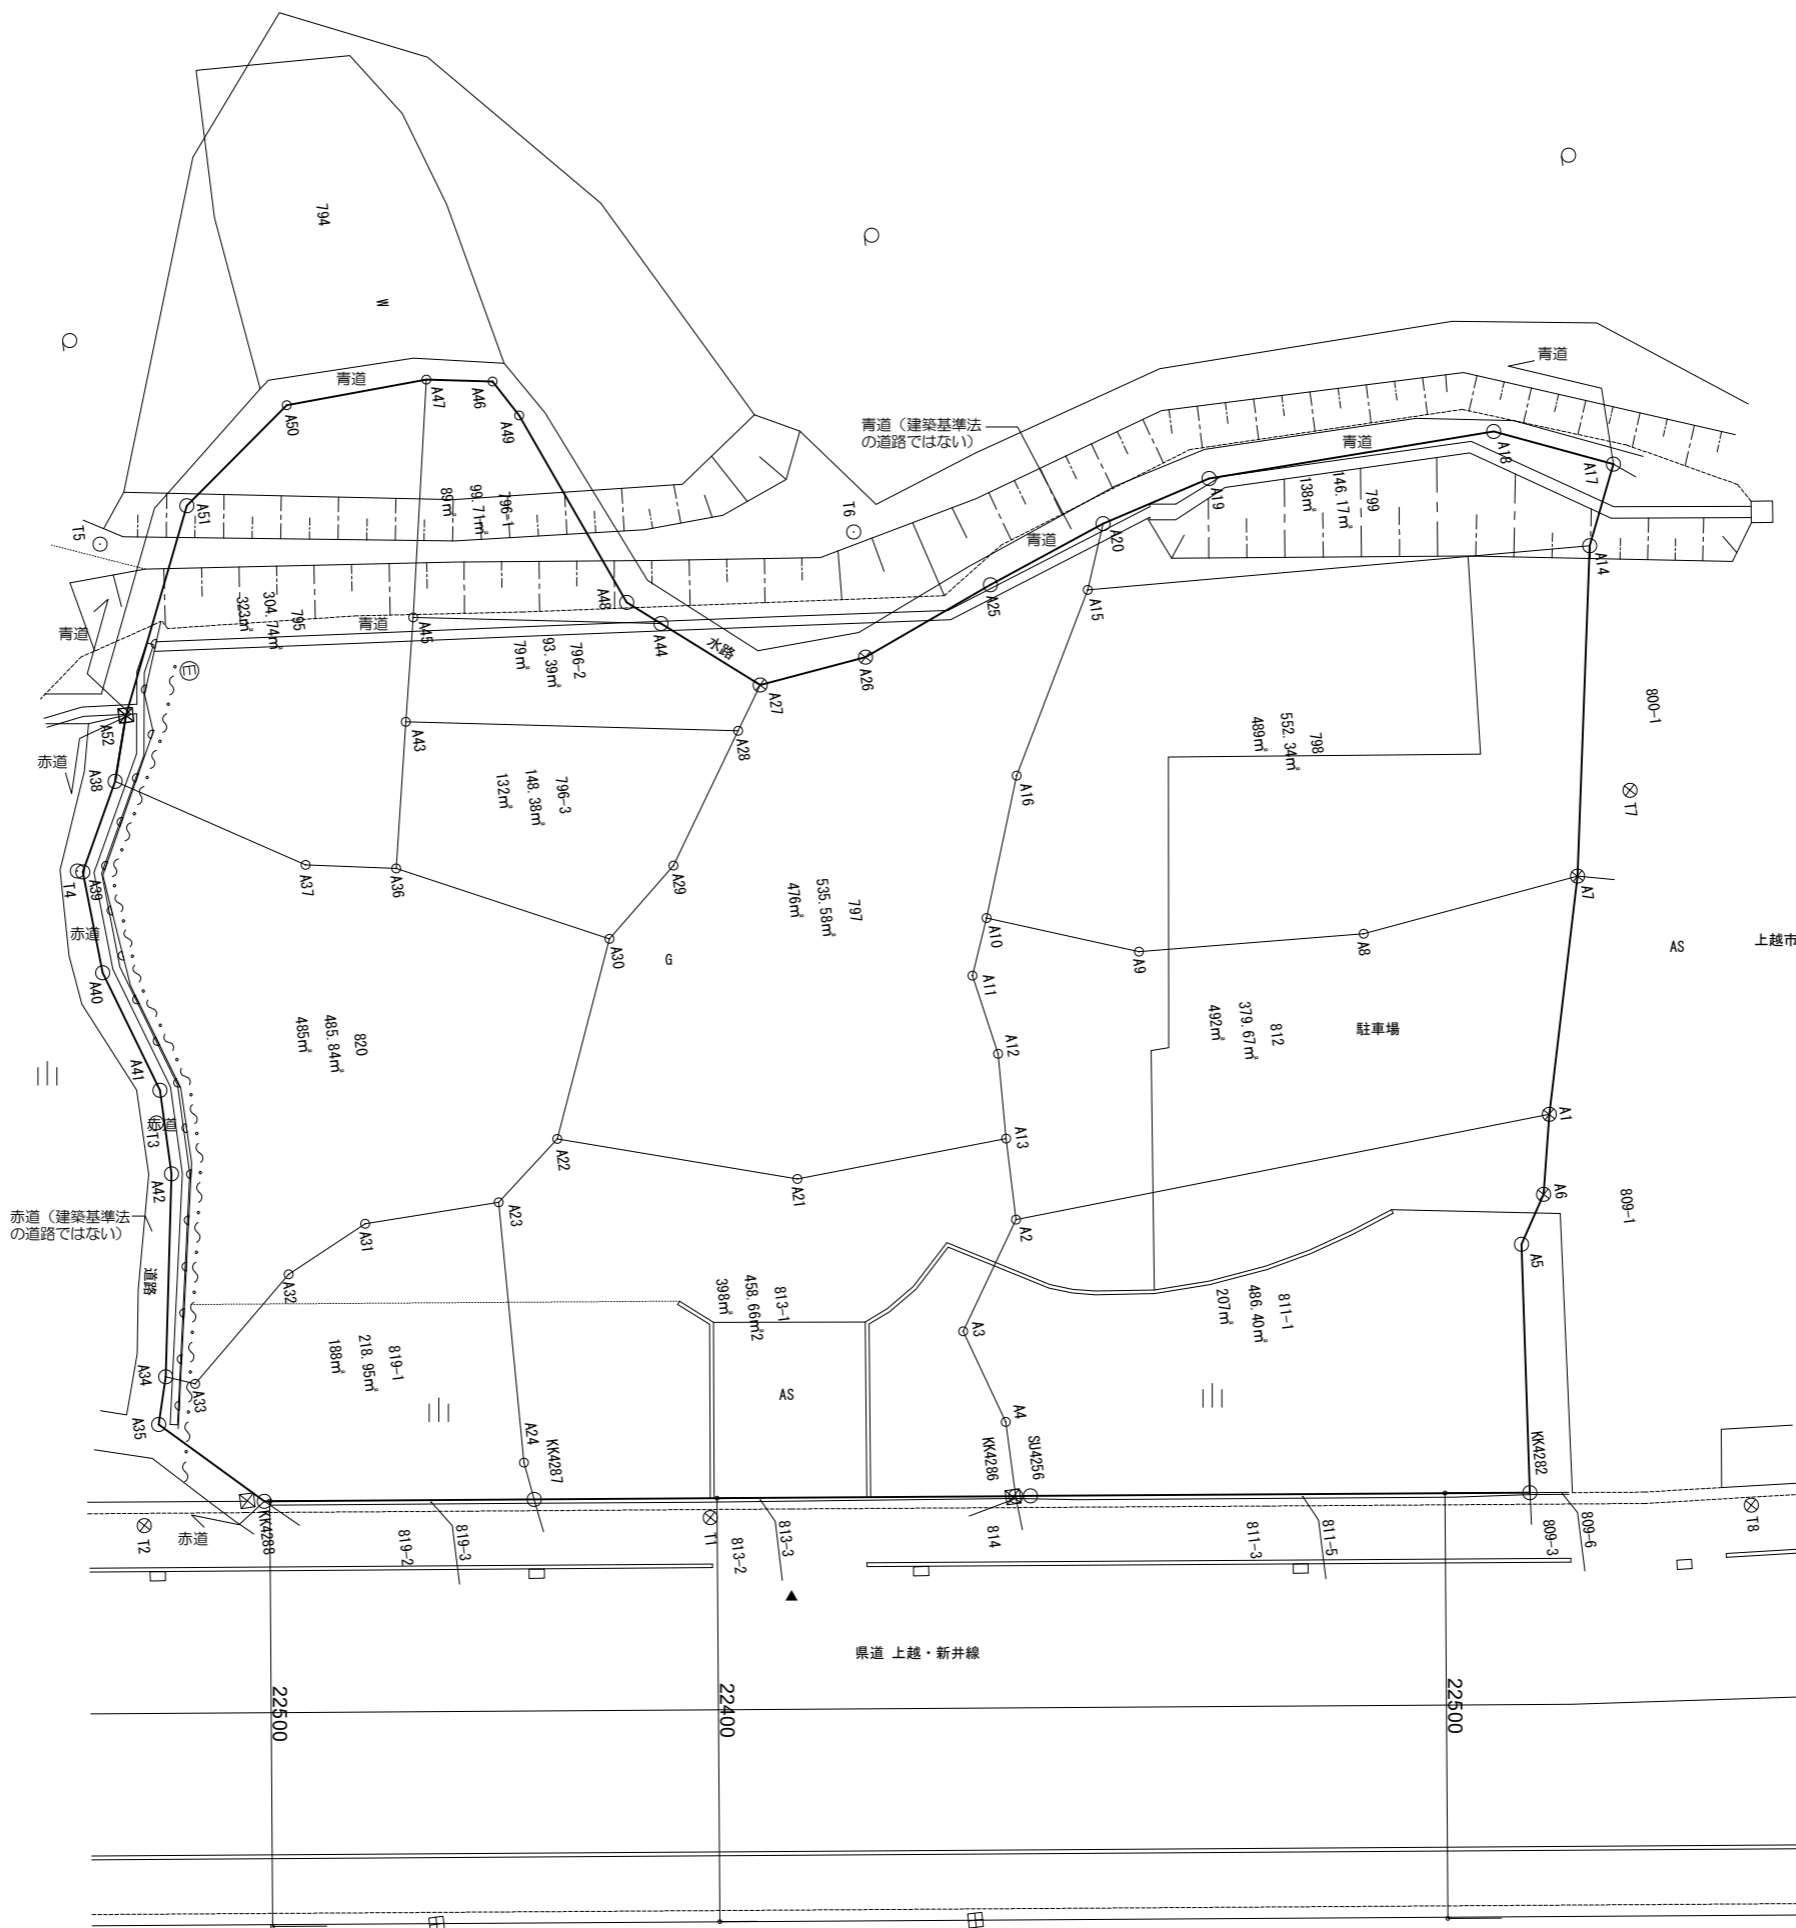 794
W
青道
A47
A46
A49
A50
A51
T5
796-1
99.71㎡
89㎡
青道(建築基準法
の道路ではない)
T6
青道
A18
A17
青道
A19
799
146.17㎡
138㎡
A20
青道
A14
A15
A25
A26
A48
A44
水路
A27
青道
A45
795
304.74㎡
323㎡
796-2
93.39㎡
79㎡
青道
E
A52
赤道
A38
A43
A28
796-3
148.38㎡
132㎡
798
552.34㎡
489㎡
800-1
T7
A16
A37
A36
A29
T4
A39
797
535.58㎡
476㎡
A7
赤道
A30
G
A10
A9
A8
AS
上越市
A40
A11
820
485.84㎡
485㎡
812
379.67㎡
492㎡
駐車場
A12
A41
赤道
T3
A1
A13
A22
A21
A42
A6
809-1
赤道(建築基準法
の道路ではない)
A23
A31
A2
A5
道路
A32
813-1
458.66㎡2
398㎡
811-1
486.40㎡
207㎡
A3
A34
A33
819-1
218.95㎡
188㎡
AS
A4
A35
A24
KK4287
KK4286
SU4256
KK4282
KK4288
T2
赤道
819-2
819-3
T1
813-2
813-3
814
811-3
811-5
809-3
809-6
T8
県道 上越・新井線
22500
22400
22500